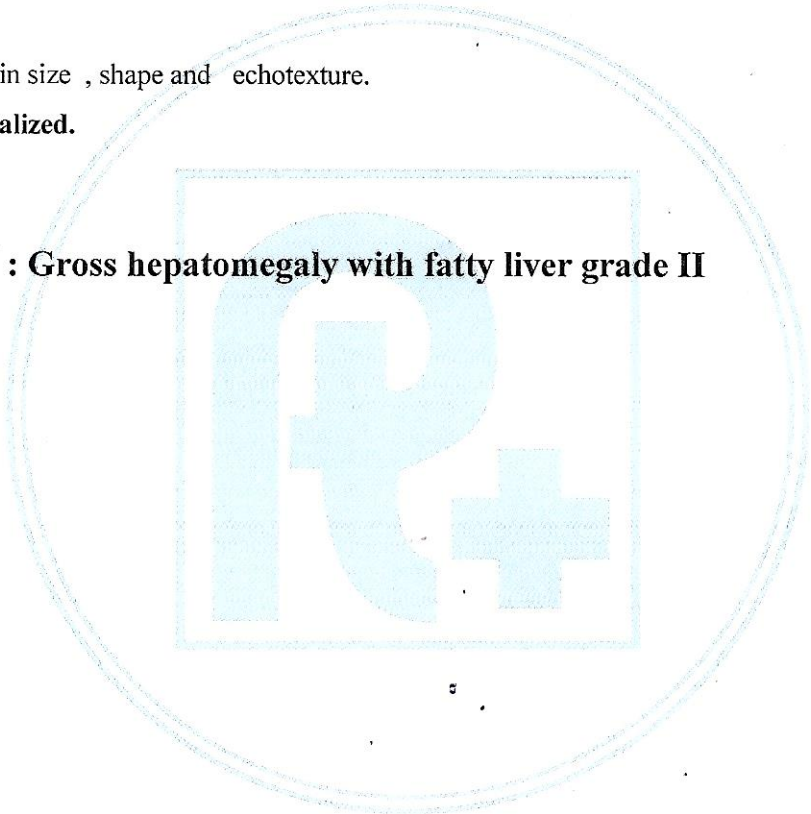 in size , shape and echotexture.
alized.
: Gross hepatomegaly with fatty liver grade II